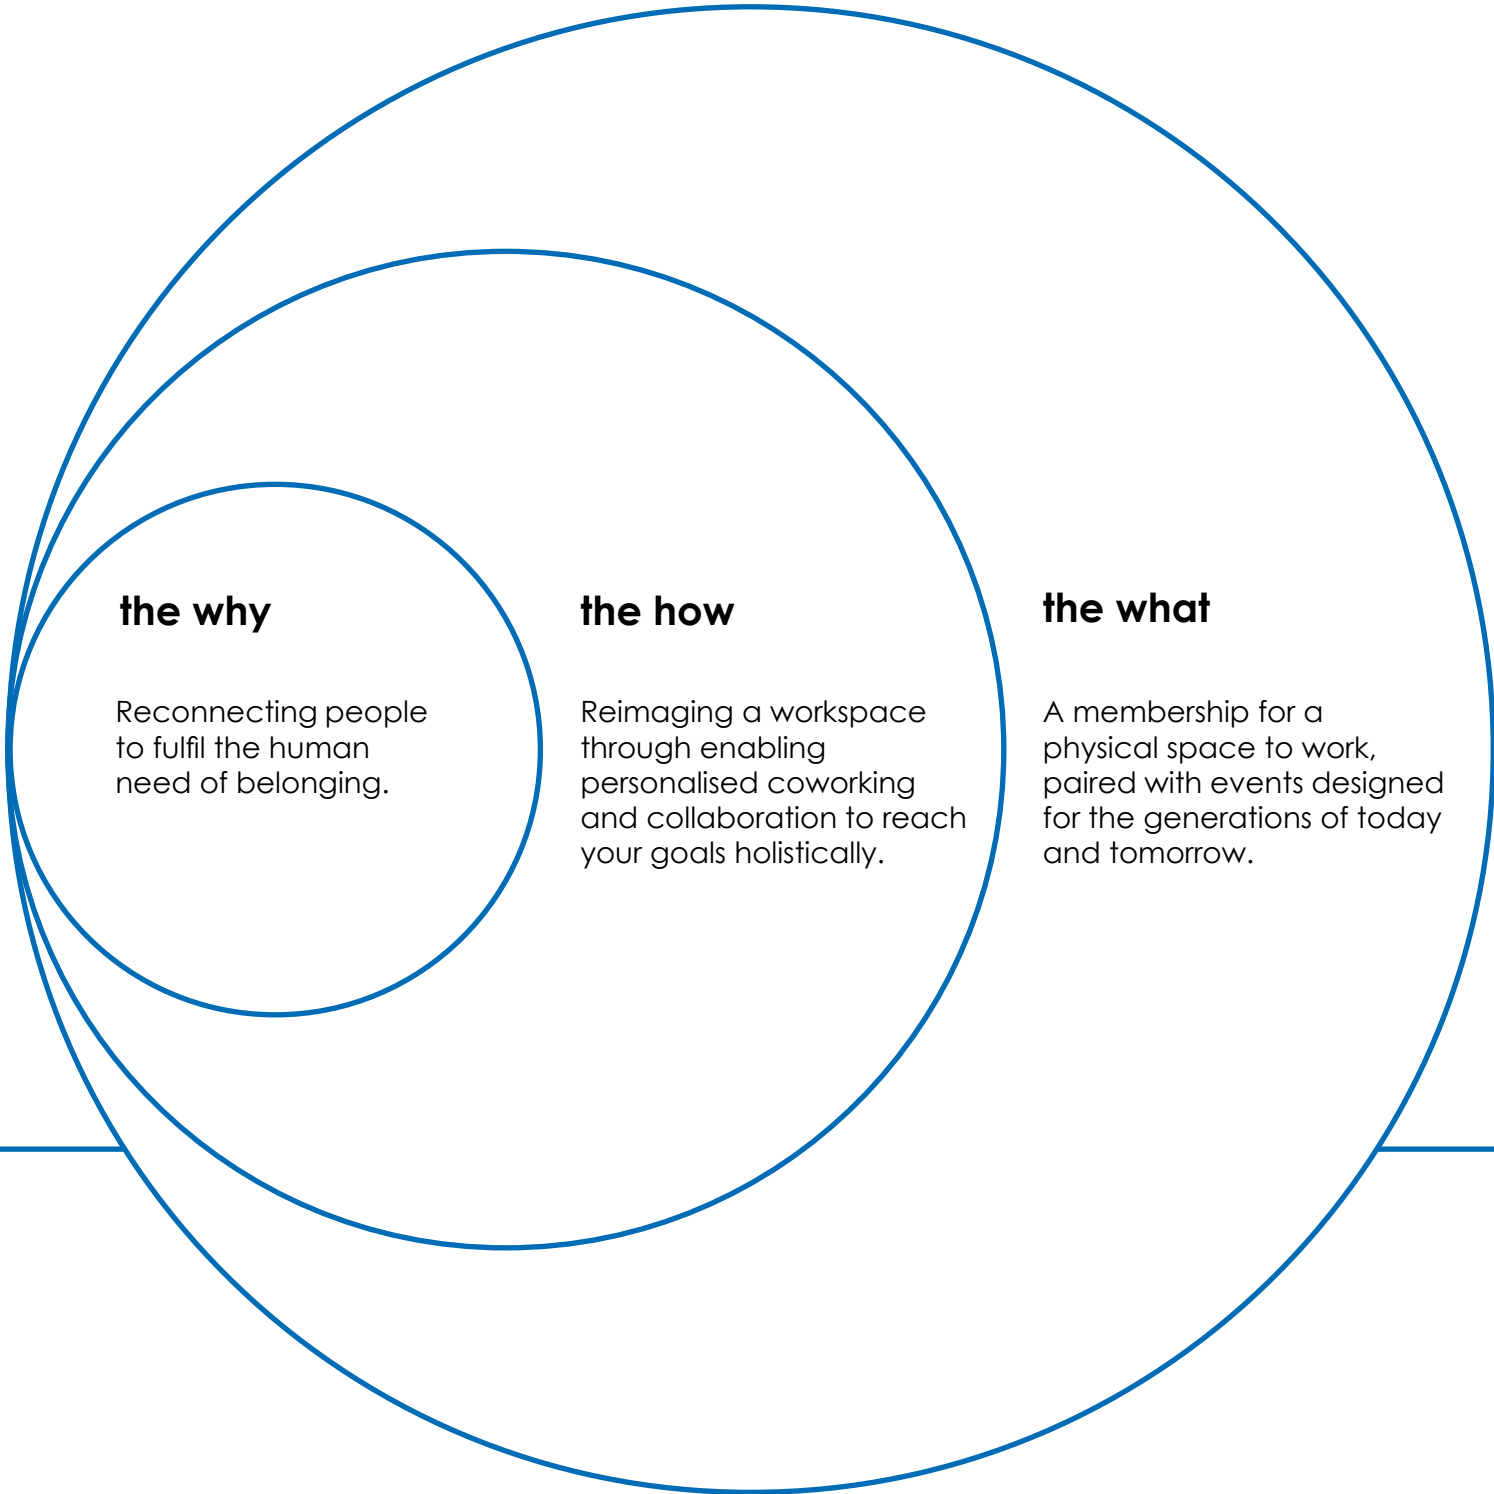 the why
Reconnecting people
to fulfil the human
need of belonging.
the how
Reimaging a workspace
through enabling
personalised coworking
and collaboration to reach
your goals holistically.
the what
A membership for a
physical space to work,
paired with events designed
for the generations of today
and tomorrow.